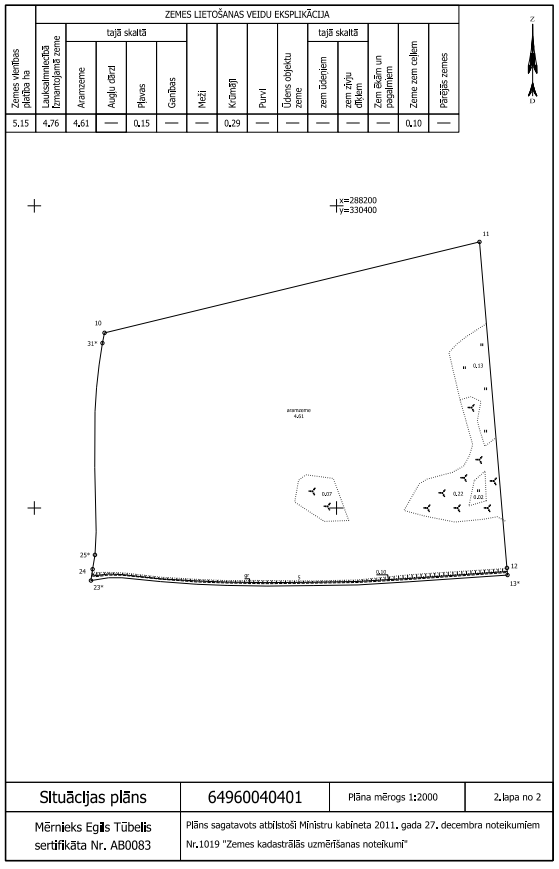 ZEMES LIETOŠANAS VEIDU EKSPLIKĀCIJA
Zemes vienības platība ha
Lauksaimniecībā izmantojamā zeme
tajā skaitā
Aramzeme
Augļu dārzi
Pļavas
Ganības
Meži
Krūmāji
Purvi
Ūdens objektu zeme
tajā skaitā
zem ūdeņiem
zem zivju dīķiem
Zem ēkām un pagalmiem
Zeme zem ceļiem
Pārējās zemes
5.15 4.76 4.61 — 0.15 — — 0.29 — — — — — 0.10 —
Z
D
x=288200
y=330400
11
10
31*
" 
" 0.13
"
aramzeme
4.61
"
0.07
0.22
"
0.02
25*
24
12
5
0.10
23*
13*
Situācijas plāns
64960040401
Plāna mērogs 1:2000
2.lapa no 2
Mērnieks Egils Tūbelis
sertifikāta Nr. AB0083
Plāns sagatavots atbilstoši Ministru kabineta 2011. gada 27. decembra noteikumiem
Nr.1019 "Zemes kadastrālās uzmērīšanas noteikumi"